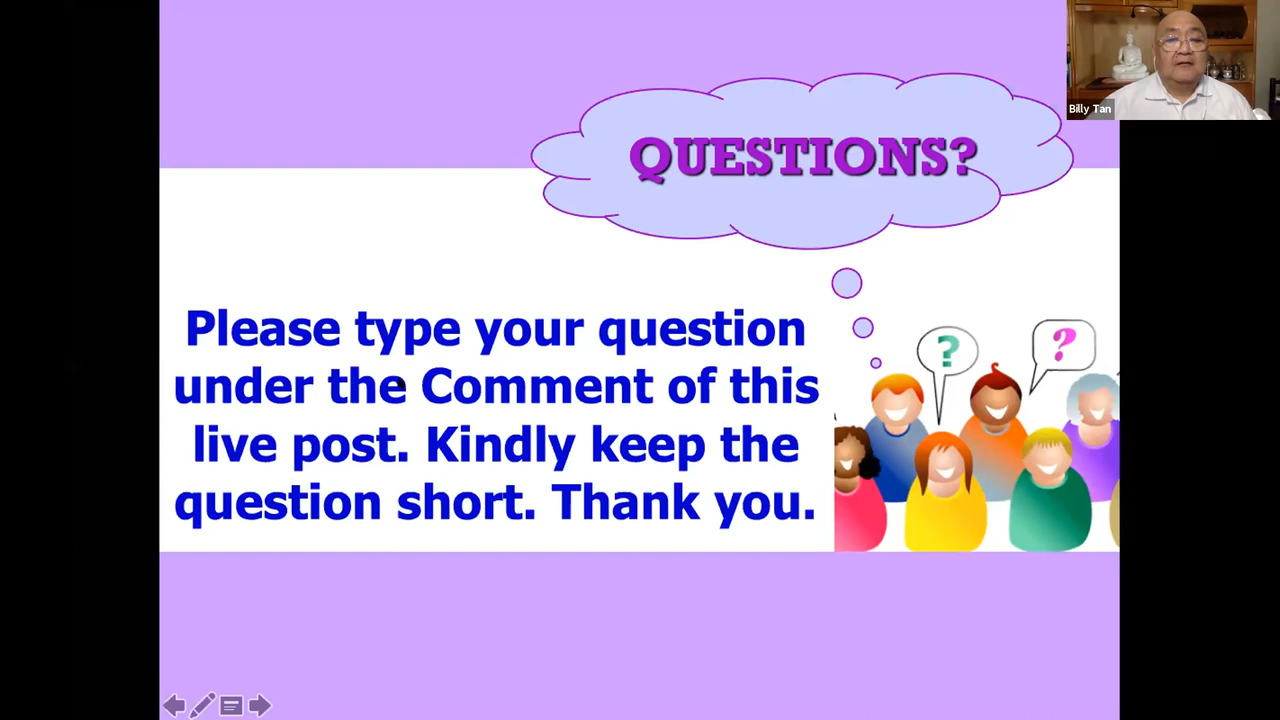 Billy Tan
QUESTIONS?
Please type your question
under the Comment of this
live post. Kindly keep the
question short. Thank you.
?
?